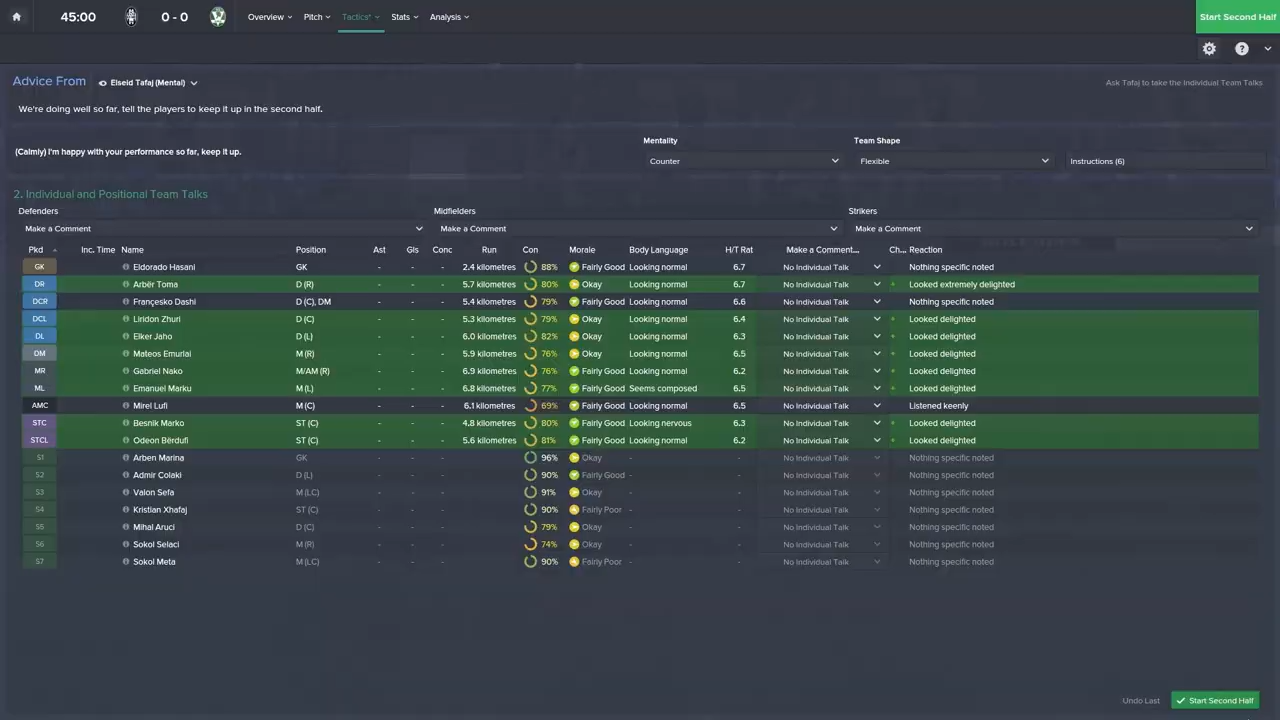 45:00 0 - 0 Overview Pitch Tactics* Stats Analysis Start Second Half
Advice From Elseid Tafaj (Mental) Ask Tafaj to take the Individual Team Talks
We're doing well so far, tell the players to keep it up in the second half.
Mentality Team Shape
(Calmly) I'm happy with your performance so far, keep it up.
Counter Flexible Instructions (6)
2. Individual and Positional Team Talks
Defenders Midfielders Strikers
Make a Comment Make a Comment Make a Comment
Pkd Inc. Time Name Position Ast Gls Conc Run Con Morale Body Language H/T Rat Make a Comment... Ch... Reaction
GK Eldorado Hasani GK - - - 2.4 kilometres 88% Fairly Good Looking normal 6.7 No Individual Talk Nothing specific noted
DR Arbër Toma D (R) - - - 5.7 kilometres 80% Okay Looking normal 6.7 No Individual Talk Looked extremely delighted
DCR Françesko Dashi D (C), DM - - - 5.4 kilometres 79% Fairly Good Looking normal 6.6 No Individual Talk Nothing specific noted
DCL Liridon Zhuri D (C) - - - 5.3 kilometres 79% Okay Looking normal 6.4 No Individual Talk Looked delighted
DL Elker Jaho D (L) - - - 6.0 kilometres 82% Okay Looking normal 6.3 No Individual Talk Looked delighted
DM Mateos Emurlai M (R) - - - 5.9 kilometres 76% Okay Looking normal 6.5 No Individual Talk Looked delighted
MR Gabriel Nako M/AM (R) - - - 6.9 kilometres 76% Fairly Good Looking normal 6.2 No Individual Talk Looked delighted
ML Emanuel Marku M (L) - - - 6.8 kilometres 77% Fairly Good Seems composed 6.5 No Individual Talk Looked delighted
AMC Mirel Lufi M (C) - - - 6.1 kilometres 69% Fairly Good Looking normal 6.5 No Individual Talk Listened keenly
STC Besnik Marko ST (C) - - - 4.8 kilometres 80% Fairly Good Looking nervous 6.3 No Individual Talk Looked delighted
STCL Odeon Bërdufi ST (C) - - - 5.6 kilometres 81% Fairly Good Looking normal 6.2 No Individual Talk Looked delighted
S1 Arben Marina GK - - - 96% Okay - - No Individual Talk Nothing specific noted
S2 Admir Colaki D (L) - - - 90% Fairly Good - - No Individual Talk Nothing specific noted
S3 Valon Sefa M (LC) - - - 91% Okay - - No Individual Talk Nothing specific noted
S4 Kristian Xhafaj ST (C) - - - 90% Fairly Poor - - No Individual Talk Nothing specific noted
S5 Mihal Aruci D (C) - - - 79% Okay - - No Individual Talk Nothing specific noted
S6 Sokol Selaci M (R) - - - 74% Okay - - No Individual Talk Nothing specific noted
S7 Sokol Meta M (LC) - - - 90% Fairly Poor - - No Individual Talk Nothing specific noted
Undo Last Start Second Half